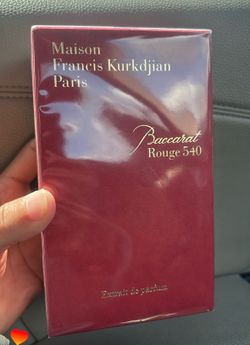 Maison
Francis Kurkdjian
Paris
Baccarat
Rouge 540
Extrait de parfum